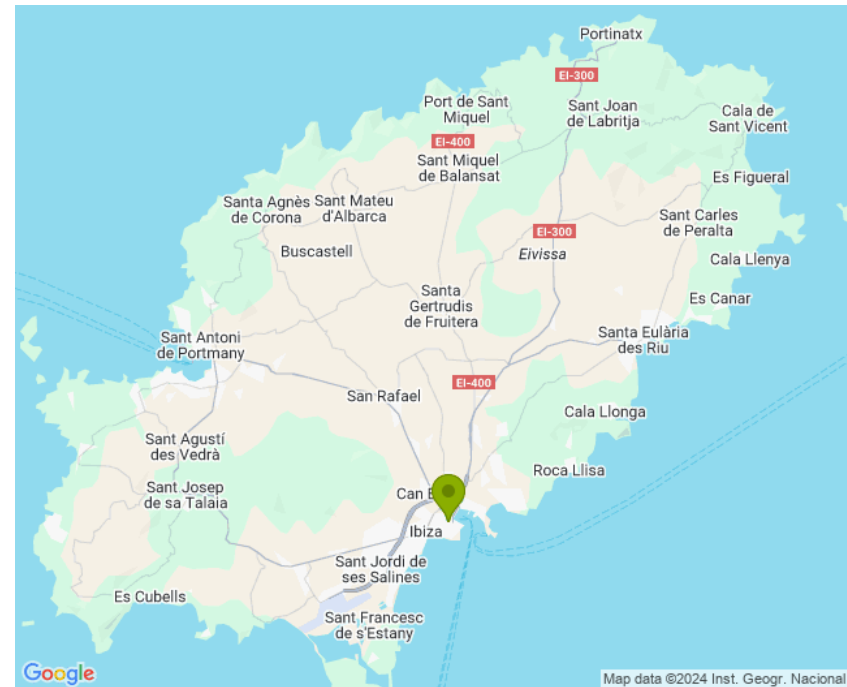 Portinatx
EI-300
Port de Sant
Miquel
Sant Joan
de Labritja
Cala de
Sant Vicent
EI-400
Sant Miquel
de Balansat
Es Figueral
Santa Agnès
de Corona
Sant Mateu
d'Albarca
Sant Carles
de Peralta
EI-300
Buscastell
Eivissa
Cala Llenya
Santa
Gertrudis
de Fruitera
Es Canar
Sant Antoni
de Portmany
Santa Eulària
des Riu
EI-400
San Rafael
Cala Llonga
Sant Agustí
des Vedrà
Roca Llisa
Sant Josep
de sa Talaia
Can
Ibiza
Sant Jordi de
ses Salines
Es Cubells
Sant Francesc
de s'Estany
Google
Map data ©2024 Inst. Geogr. Nacional